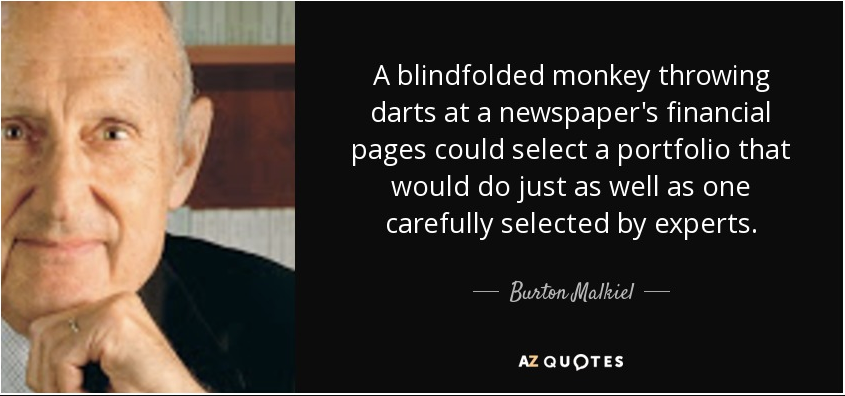 A blindfolded monkey throwing
darts at a newspaper's financial
pages could select a portfolio that
would do just as well as one
carefully selected by experts.
Burton Malkiel
AZ QUOTES